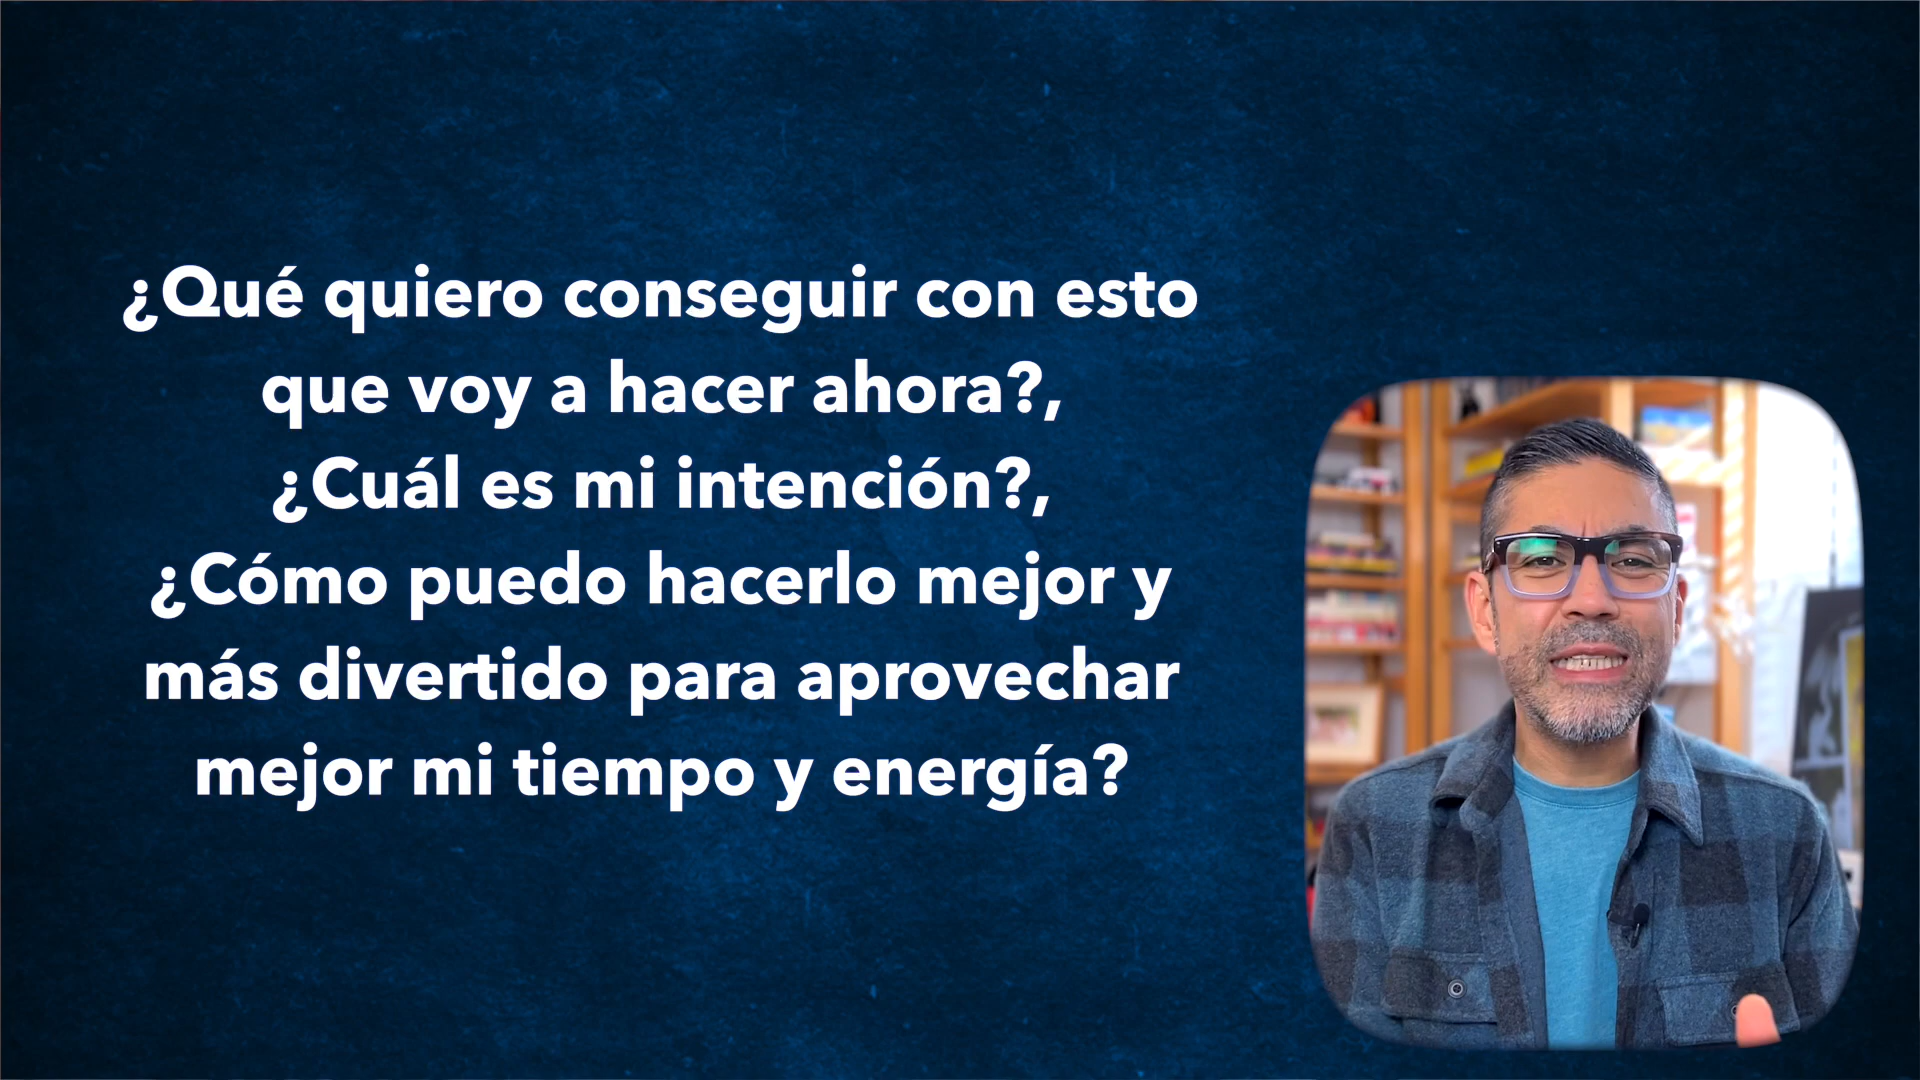 ¿Qué quiero conseguir con esto
que voy a hacer ahora?,
¿Cuál es mi intención?,
¿Cómo puedo hacerlo mejor y
más divertido para aprovechar
mejor mi tiempo y energía?